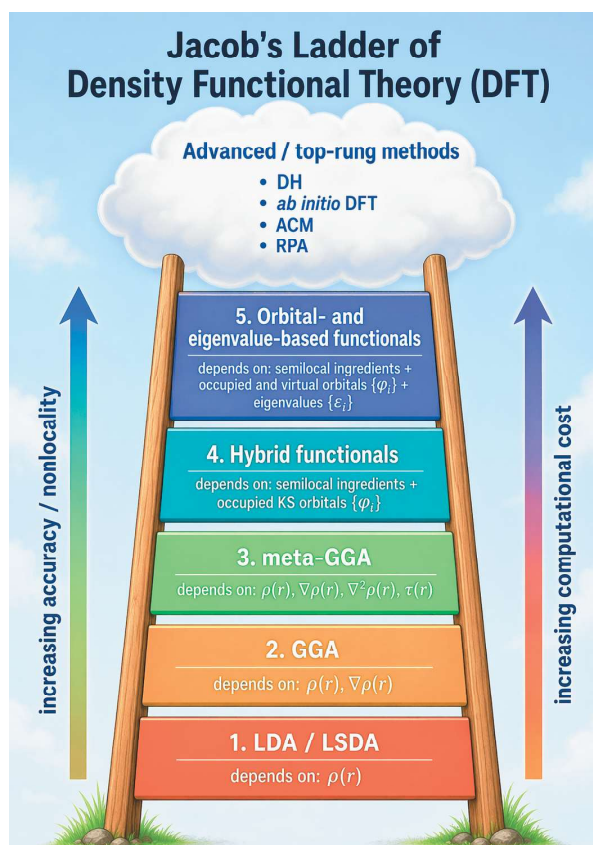 Jacob's Ladder of
Density Functional Theory (DFT)
Advanced / top-rung methods
• DH
• ab initio DFT
• ACM
• RPA
5. Orbital- and
eigenvalue-based functionals
depends on: semilocal ingredients +
occupied and virtual orbitals {φᵢ} +
eigenvalues {εᵢ}
4. Hybrid functionals
depends on: semilocal ingredients +
occupied KS orbitals {φᵢ}
3. meta-GGA
depends on: ρ(r), ∇ρ(r), ∇²ρ(r), τ(r)
2. GGA
depends on: ρ(r), ∇ρ(r)
1. LDA / LSDA
depends on: ρ(r)
increasing accuracy / nonlocality
increasing computational cost